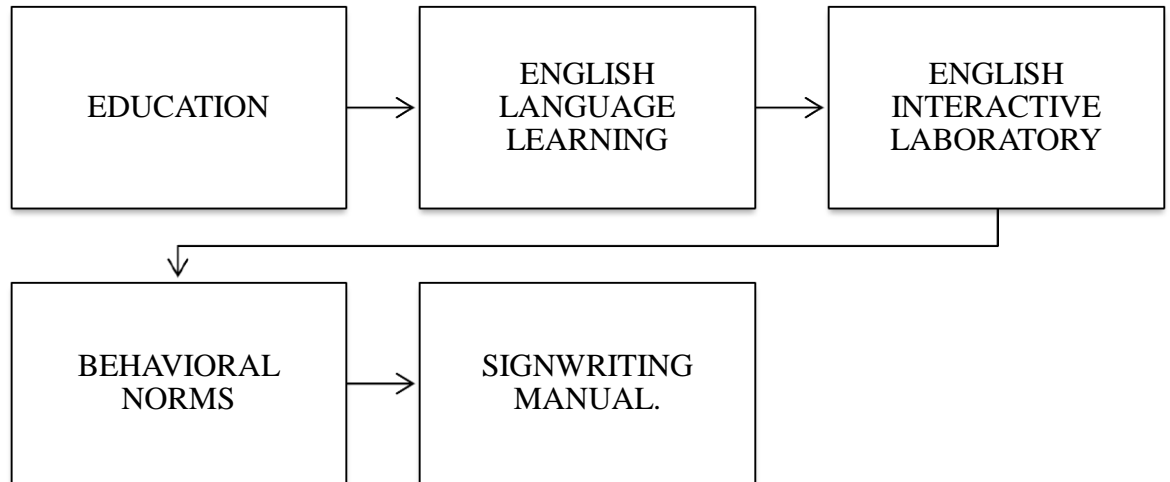 EDUCATION
ENGLISH
LANGUAGE
LEARNING
ENGLISH
INTERACTIVE
LABORATORY
BEHAVIORAL
NORMS
SIGNWRITING
MANUAL.